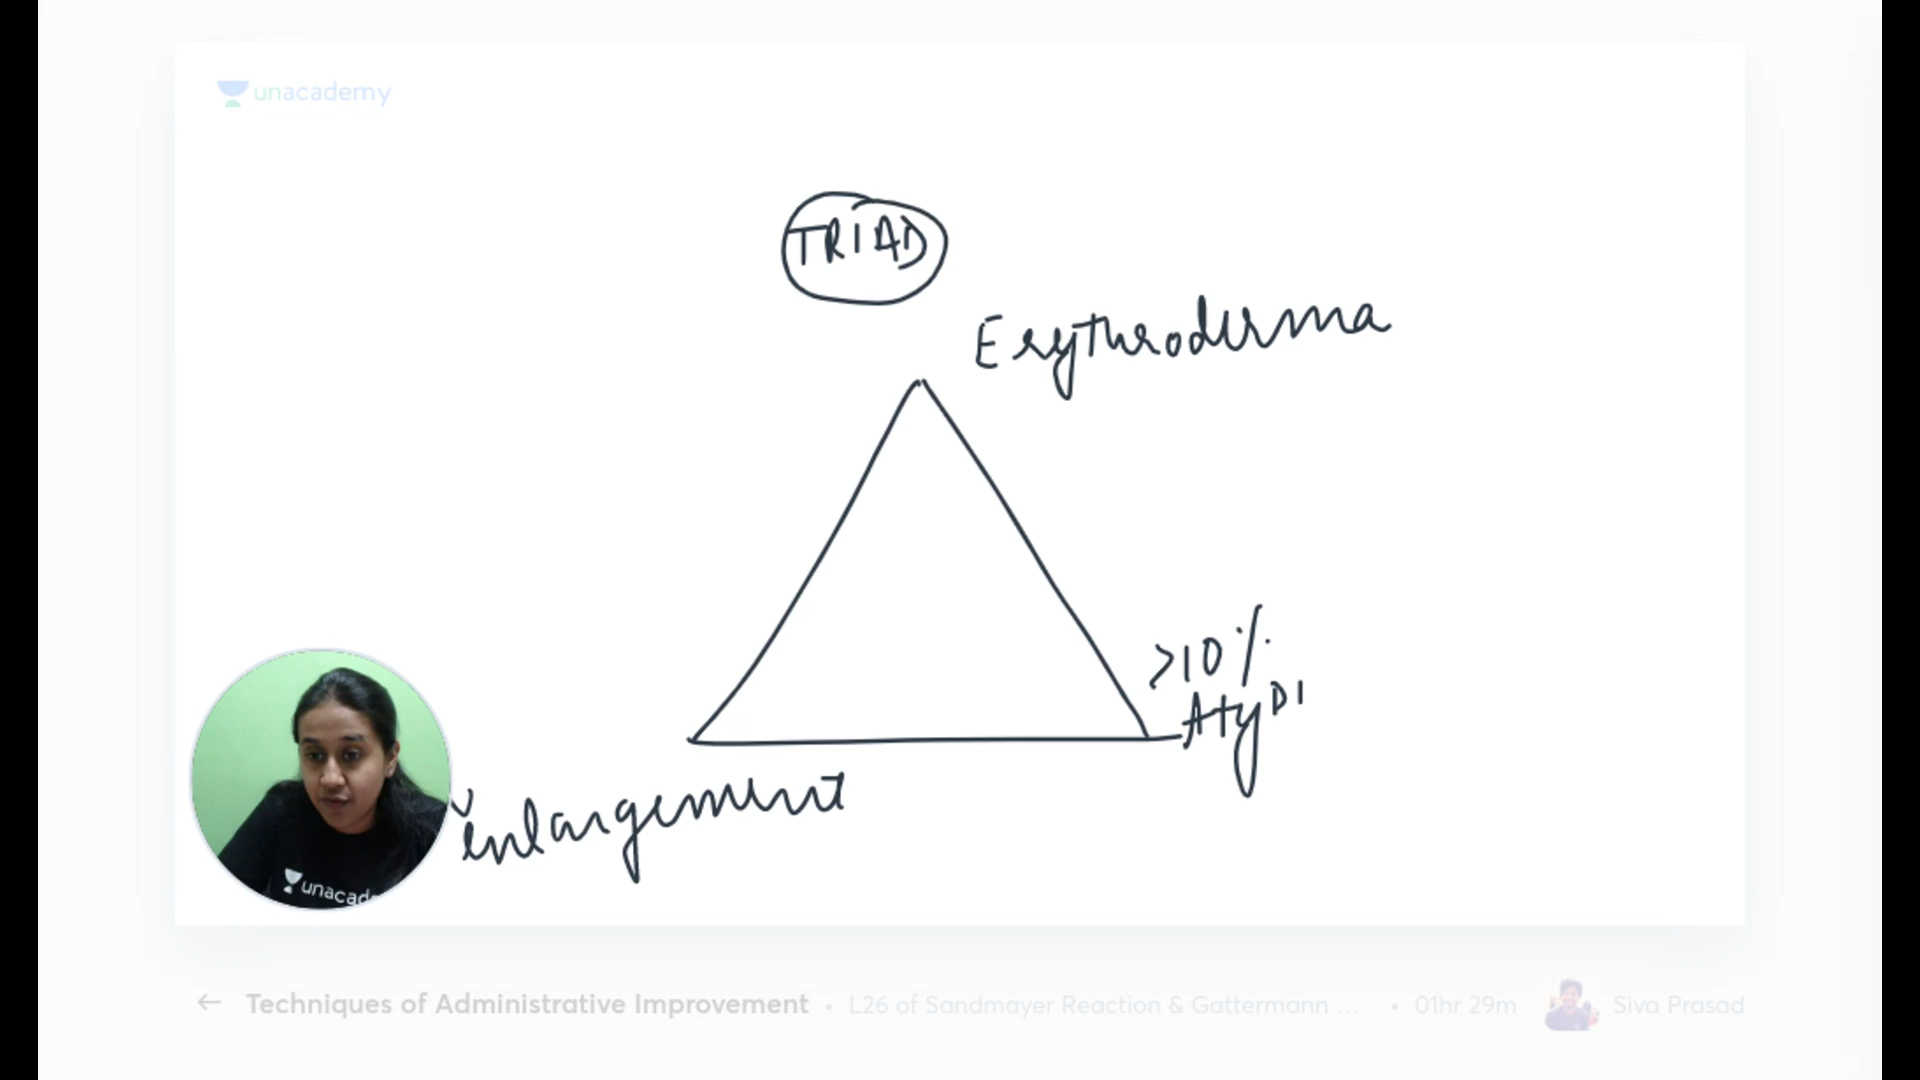 unacademy
TRIAD
Erythroderma
>10%
Atypi
enlargement
unacad
← Techniques of Administrative Improvement • L26 of Sandmayer Reaction & Gattermann ... • 01hr 29m Siva Prasad